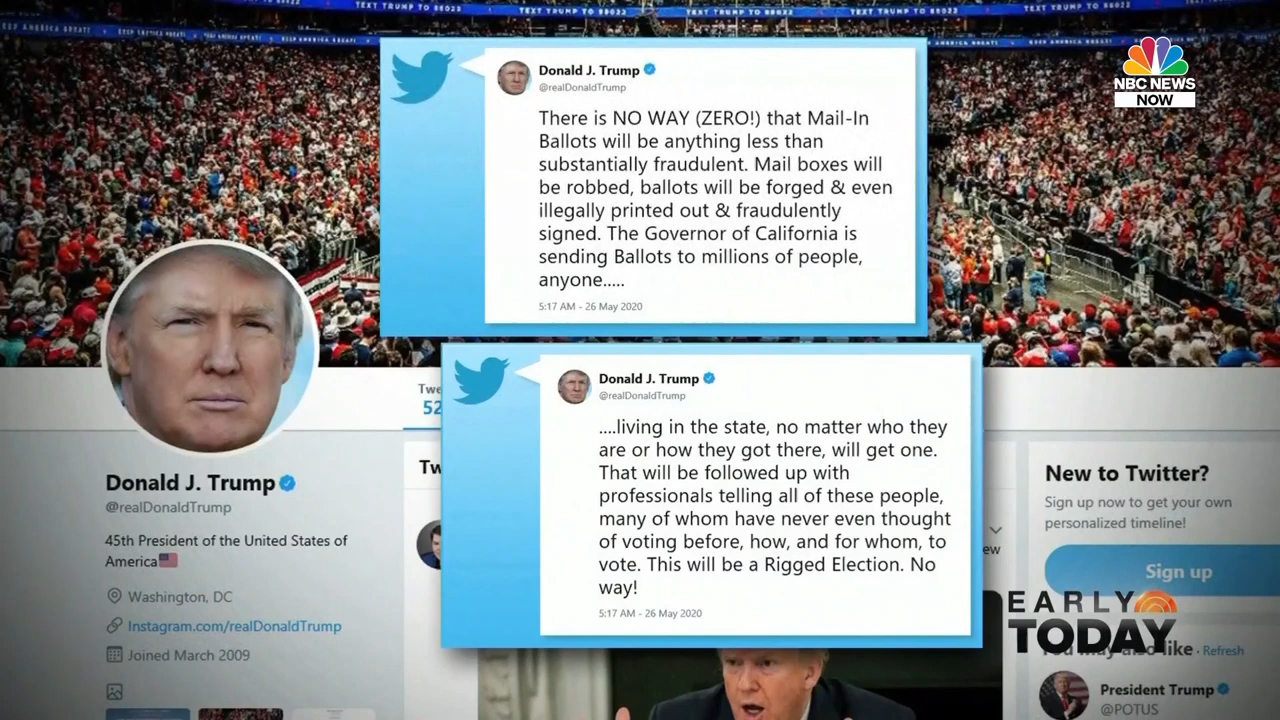 TEXT TRUMP TO 88022
NBC NEWS
NOW
Donald J. Trump
@realDonaldTrump
There is NO WAY (ZERO!) that Mail-In
Ballots will be anything less than
substantially fraudulent. Mail boxes will
be robbed, ballots will be forged & even
illegally printed out & fraudulently
signed. The Governor of California is
sending Ballots to millions of people,
anyone.....
5:17 AM - 26 May 2020
Donald J. Trump
@realDonaldTrump
....living in the state, no matter who they
are or how they got there, will get one.
That will be followed up with
professionals telling all of these people,
many of whom have never even thought
of voting before, how, and for whom, to
vote. This will be a Rigged Election. No
way!
5:17 AM - 26 May 2020
Donald J. Trump
@realDonaldTrump
45th President of the United States of
America
Washington, DC
Instagram.com/realDonaldTrump
Joined March 2009
Twe
52
Tw
ew
New to Twitter?
Sign up now to get your own
personalized timeline!
Sign up
EARLY
TODAY
You may also like · Refresh
President Trump
@POTUS